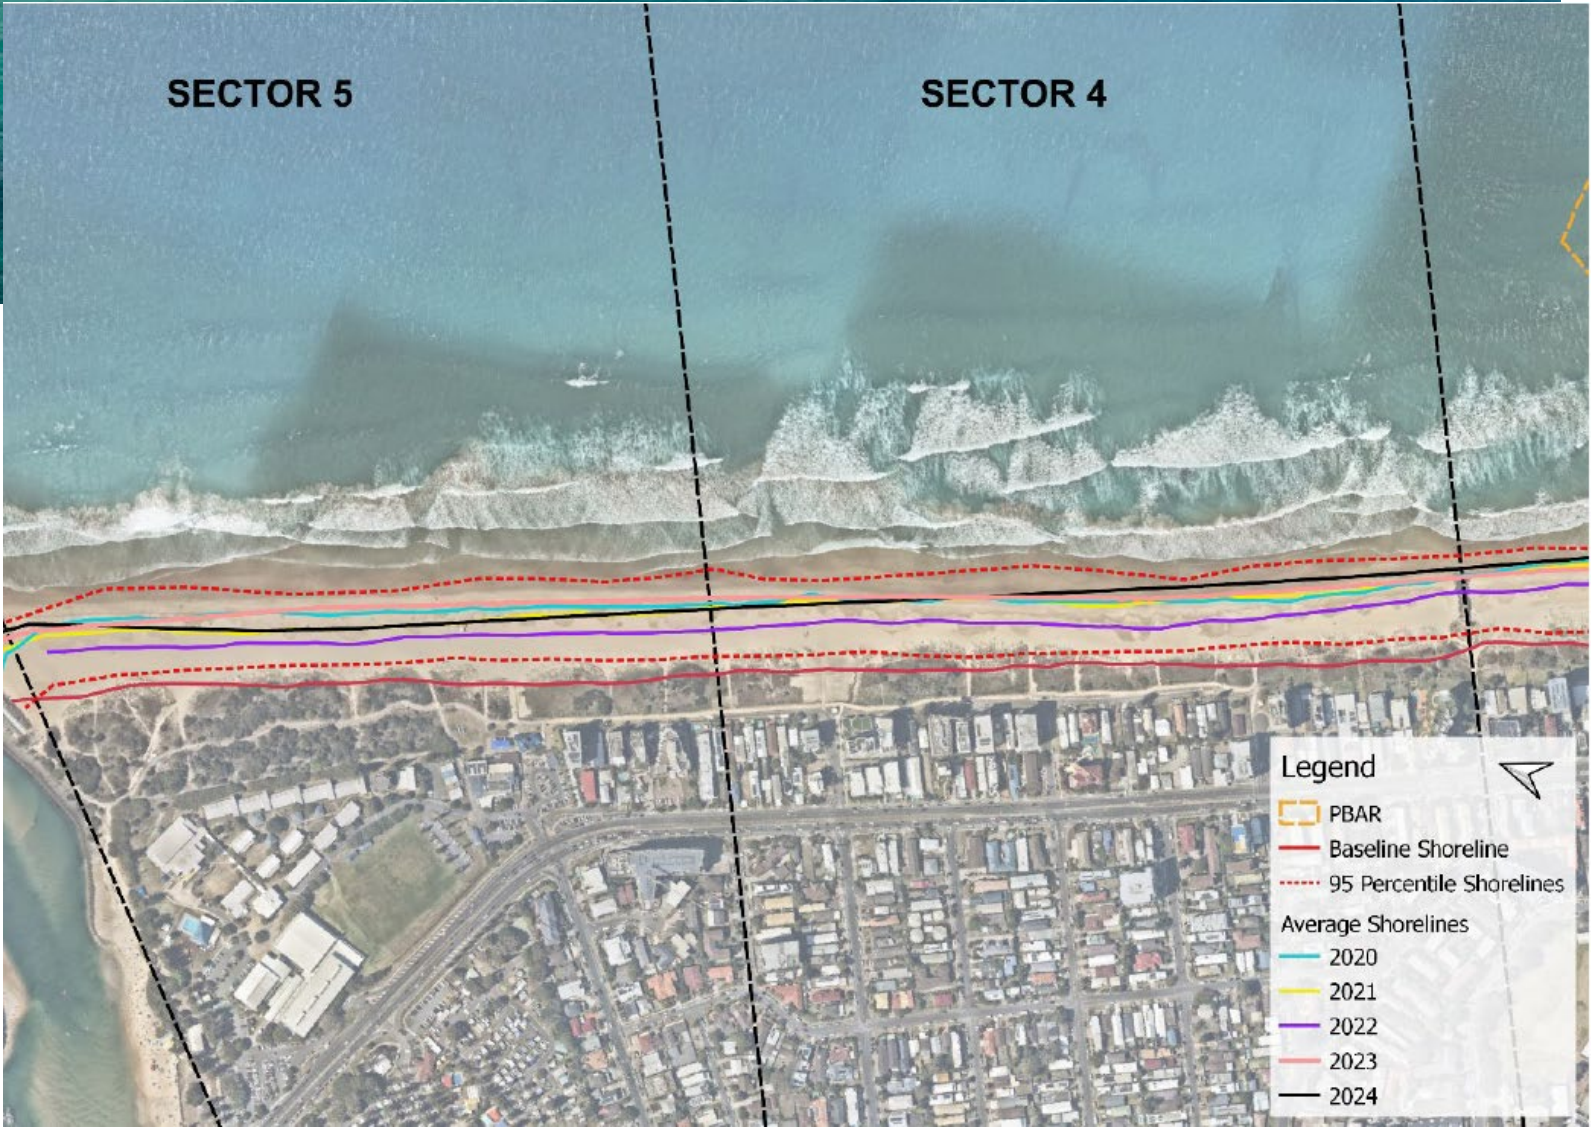 SECTOR 5
SECTOR 4
Legend
PBAR
Baseline Shoreline
95 Percentile Shorelines
Average Shorelines
2020
2021
2022
2023
2024